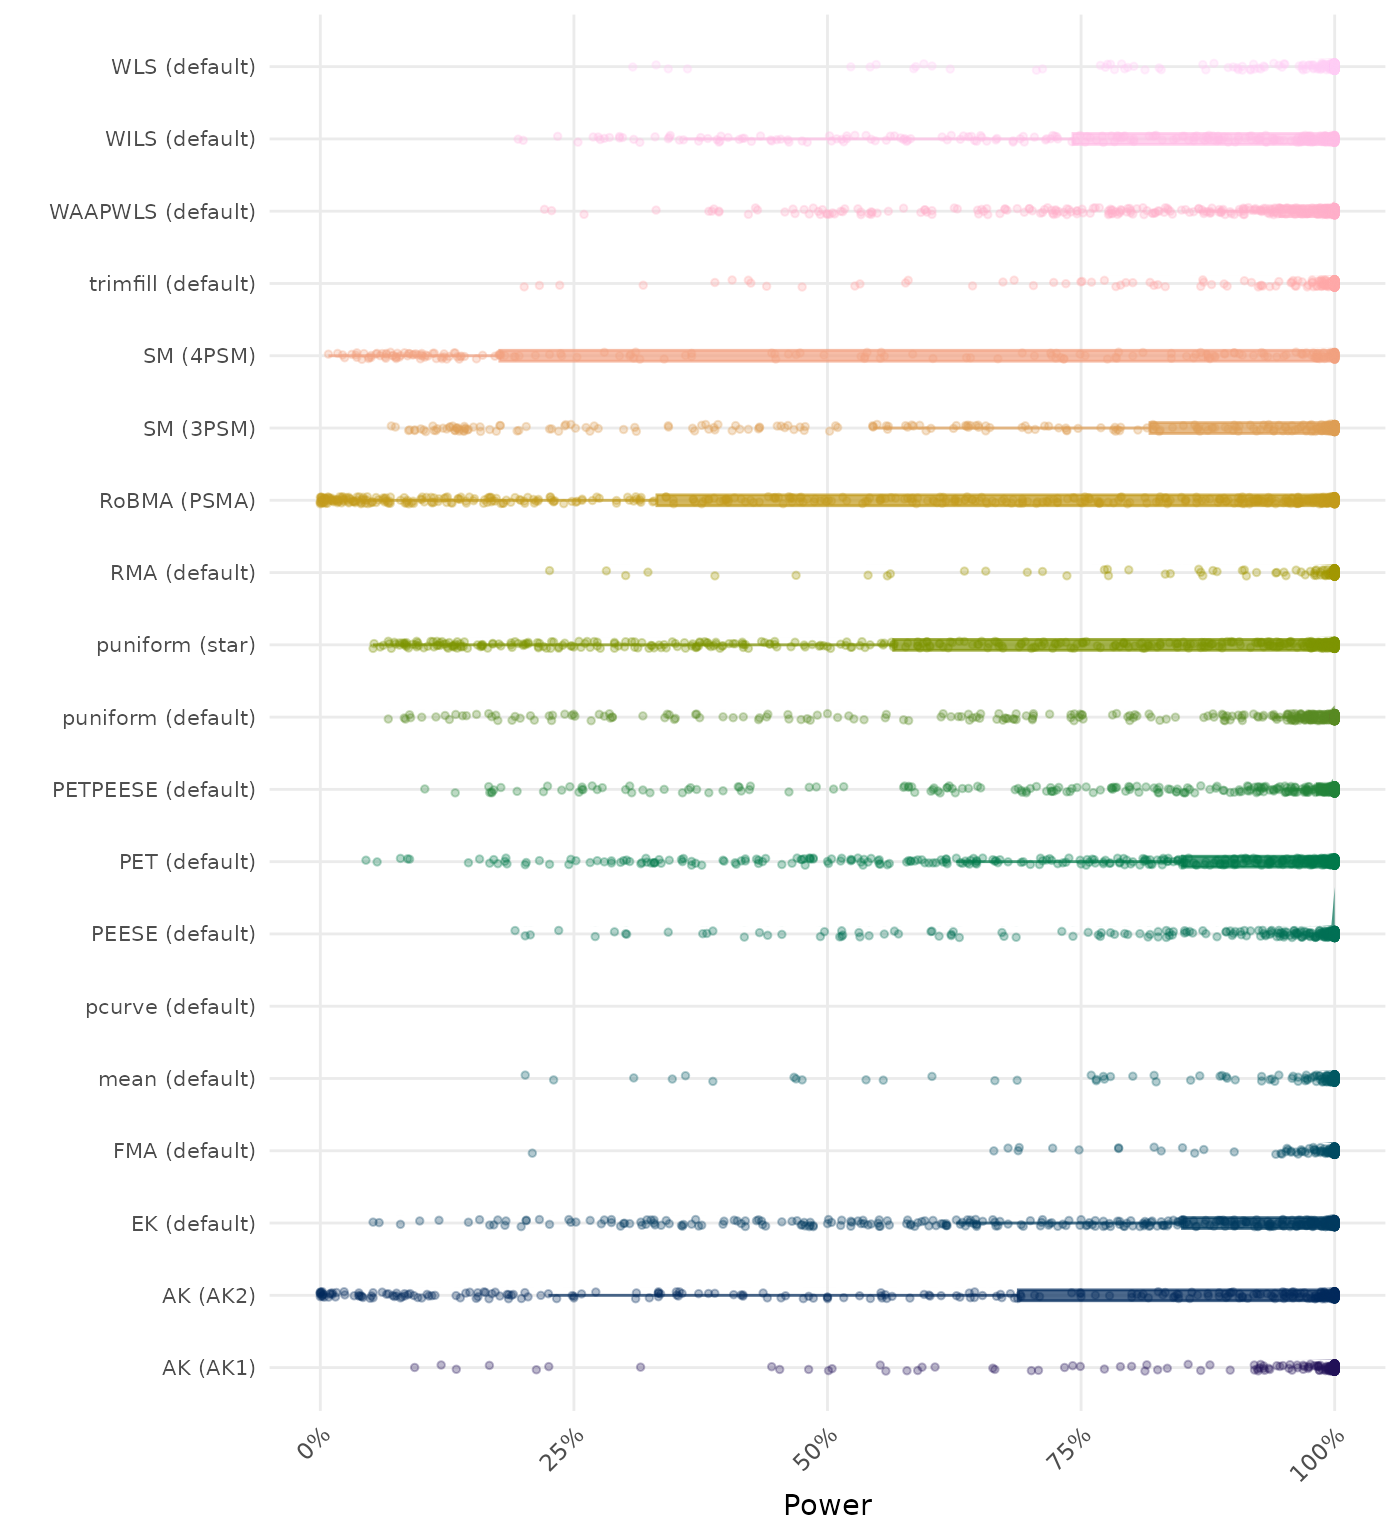 WLS (default)
WILS (default)
WAAPWLS (default)
trimfill (default)
SM (4PSM)
SM (3PSM)
RoBMA (PSMA)
RMA (default)
puniform (star)
puniform (default)
PETPEESE (default)
PET (default)
PEESE (default)
pcurve (default)
mean (default)
FMA (default)
EK (default)
AK (AK2)
AK (AK1)
0%
25%
50%
75%
100%
Power